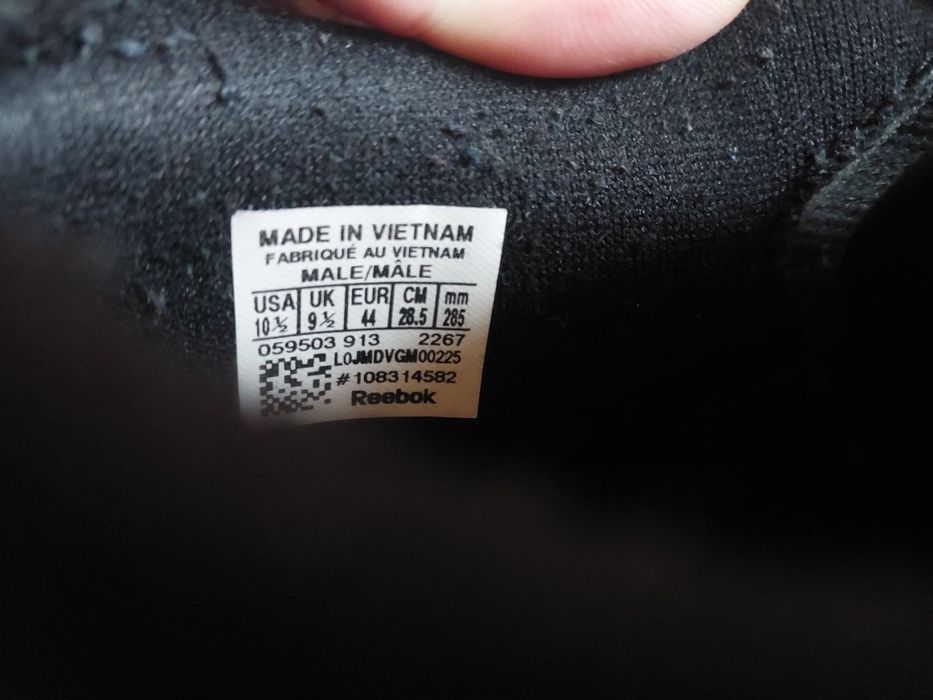 MADE IN VIETNAM
FABRIQUÉ AU VIETNAM
MALE/MÂLE
USA UK EUR CM mm
10½ 9½ 44 28.5 285
059503 913 2267
L0JMDVGM00225
#108314582
Reebok